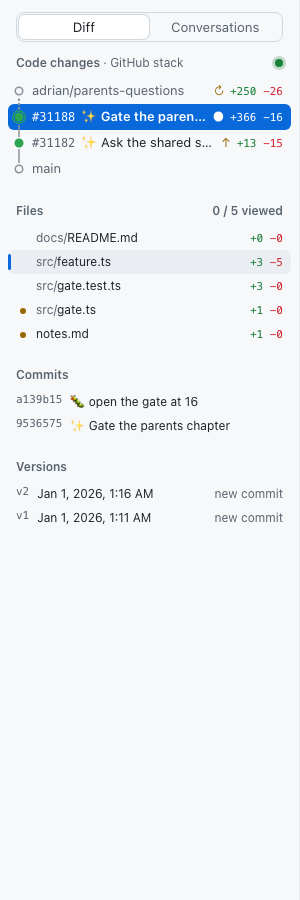 Diff Conversations
Code changes · GitHub stack
adrian/parents-questions ↻ +250 −26
#31188 ✨ Gate the paren... +366 −16
#31182 ✨ Ask the shared s... ↑ +13 −15
main
Files 0 / 5 viewed
docs/README.md +0 −0
src/feature.ts +3 −5
src/gate.test.ts +3 −0
src/gate.ts +1 −0
notes.md +1 −0
Commits
a139b15 🐛 open the gate at 16
9536575 ✨ Gate the parents chapter
Versions
v2 Jan 1, 2026, 1:16 AM new commit
v1 Jan 1, 2026, 1:11 AM new commit